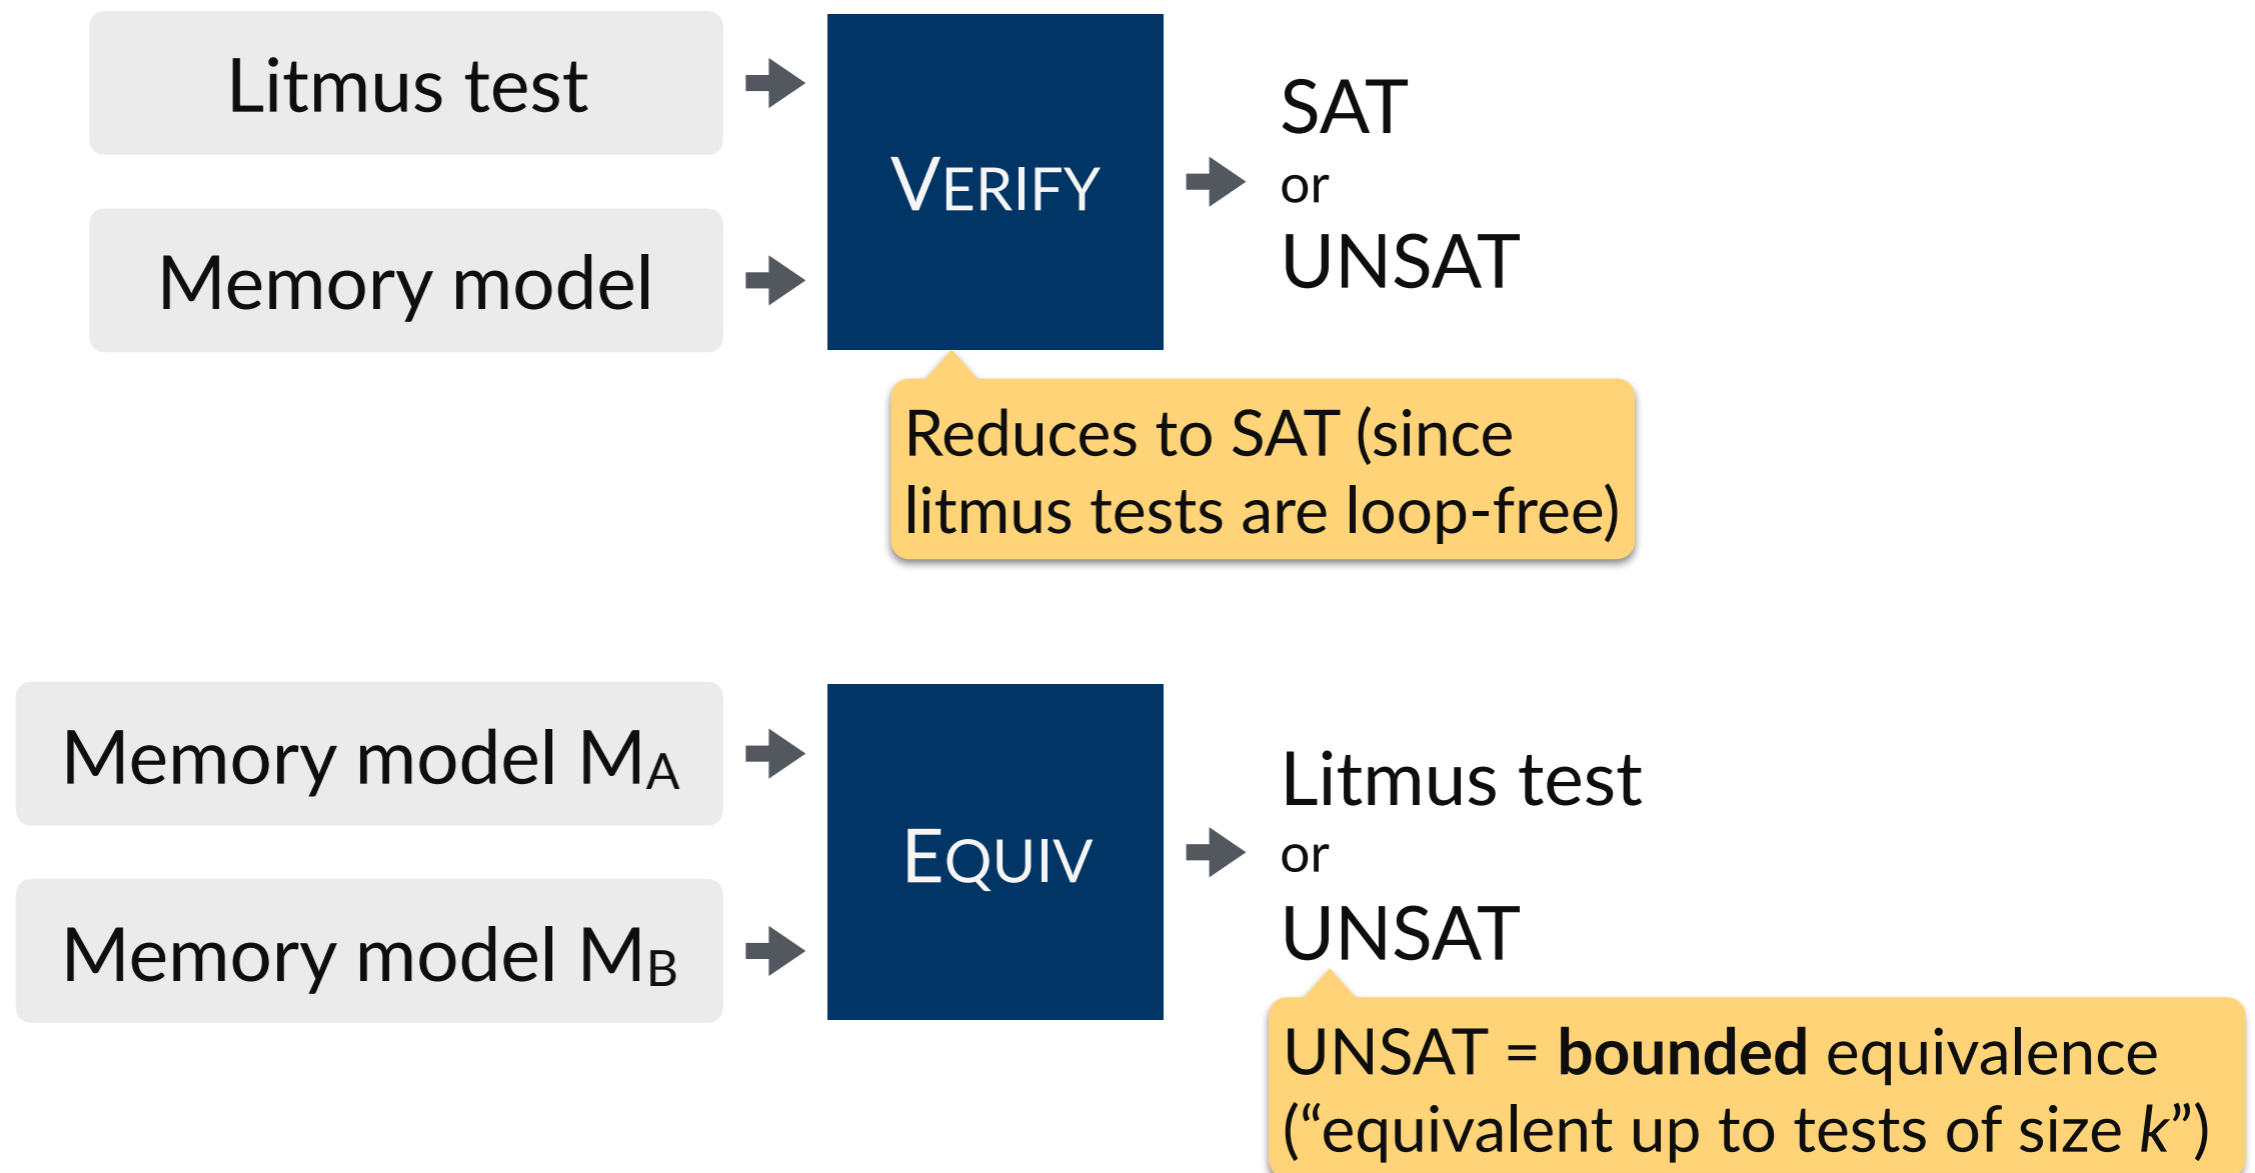 Litmus test
Memory model
VERIFY
SAT
or
UNSAT
Reduces to SAT (since
litmus tests are loop-free)
Memory model MA
Memory model MB
EQUIV
Litmus test
or
UNSAT
UNSAT = bounded equivalence
(“equivalent up to tests of size k”)